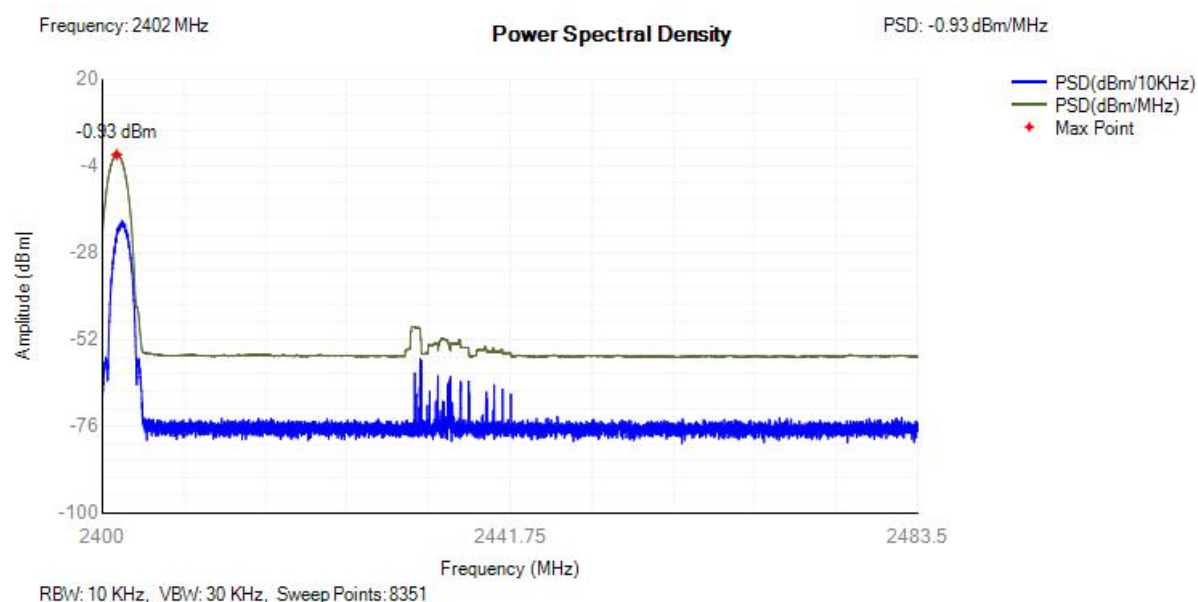 Frequency: 2402 MHz
Power Spectral Density
PSD: -0.93 dBm/MHz
PSD(dBm/10KHz)
PSD(dBm/MHz)
Max Point
-0.93 dBm
20
-4
-28
-52
-76
-100
Amplitude (dBm)
2400
2441.75
2483.5
Frequency (MHz)
RBW: 10 KHz, VBW: 30 KHz, Sweep Points: 8351